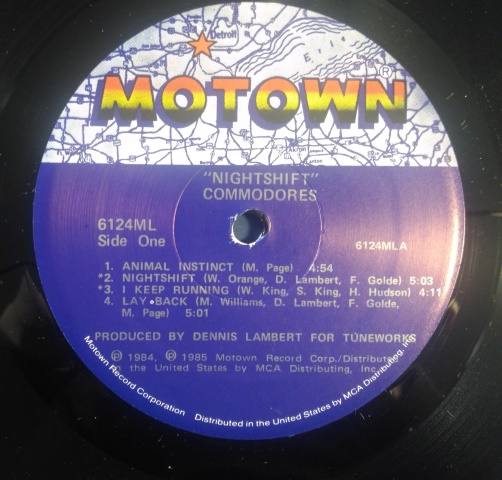 Detroit
ERIE
MOTOWN®
Akron
"NIGHTSHIFT"
COMMODORES
6124ML
Side One
6124MLA
1. ANIMAL INSTINCT (M. Page) 4:54
*2. NIGHTSHIFT (W. Orange, D. Lambert, F. Golde) 5:03
*3. I KEEP RUNNING (W. King, S. King, H. Hudson) 4:11
4. LAY BACK (M. Williams, D. Lambert, F. Golde,
M. Page) 5:01
PRODUCED BY DENNIS LAMBERT FOR TUNEWORKS
℗ 1984, ℗ 1985 Motown Record Corp./Distributed
in the United States by MCA Distributing, Inc.
Motown Record Corporation Distributed in the United States by MCA Distributing, Inc.